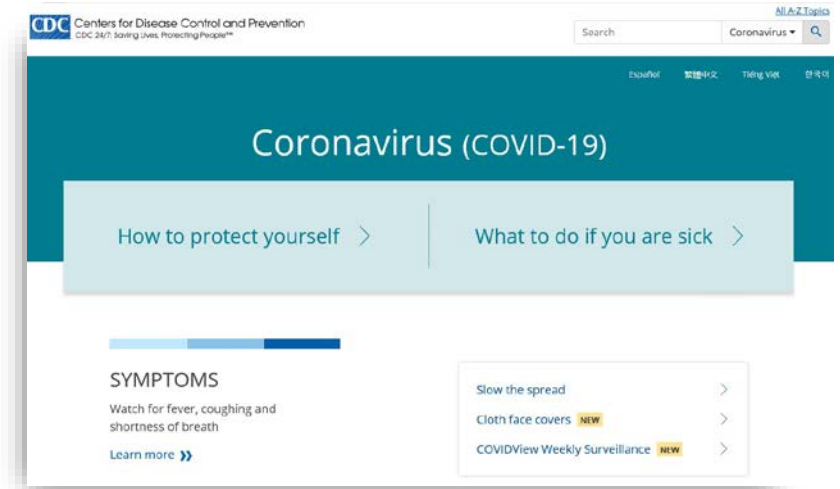 All A-Z Topics
CDC Centers for Disease Control and Prevention
CDC 24/7: Saving Lives, Protecting People™
Search
Coronavirus
Español 繁體中文 Tiếng Việt 한국어
Coronavirus (COVID-19)
How to protect yourself
What to do if you are sick
SYMPTOMS
Watch for fever, coughing and
shortness of breath
Learn more
Slow the spread
Cloth face covers NEW
COVIDView Weekly Surveillance NEW